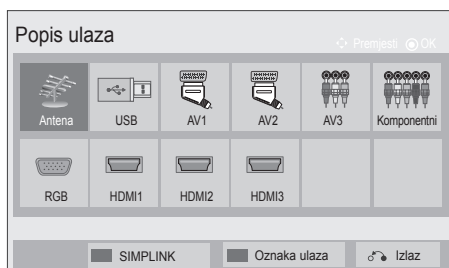 Popis ulaza
Premjesti OK
Antena USB AV1 AV2 AV3 Komponentni
RGB HDMI1 HDMI2 HDMI3
SIMPLINK Oznaka ulaza Izlaz